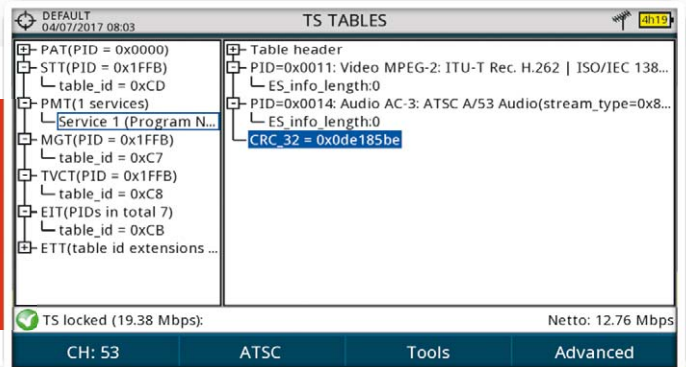 DEFAULT
04/07/2017 08:03
TS TABLES
4h19
PAT(PID = 0x0000)
STT(PID = 0x1FFB)
table_id = 0xCD
PMT(1 services)
Service 1 (Program N...
MGT(PID = 0x1FFB)
table_id = 0xC7
TVCT(PID = 0x1FFB)
table_id = 0xC8
EIT(PIDs in total 7)
table_id = 0xCB
ETT(table id extensions ...
Table header
PID=0x0011: Video MPEG-2: ITU-T Rec. H.262 | ISO/IEC 138...
ES_info_length:0
PID=0x0014: Audio AC-3: ATSC A/53 Audio(stream_type=0x8...
ES_info_length:0
CRC_32 = 0x0de185be
TS locked (19.38 Mbps):
Netto: 12.76 Mbps
CH: 53
ATSC
Tools
Advanced